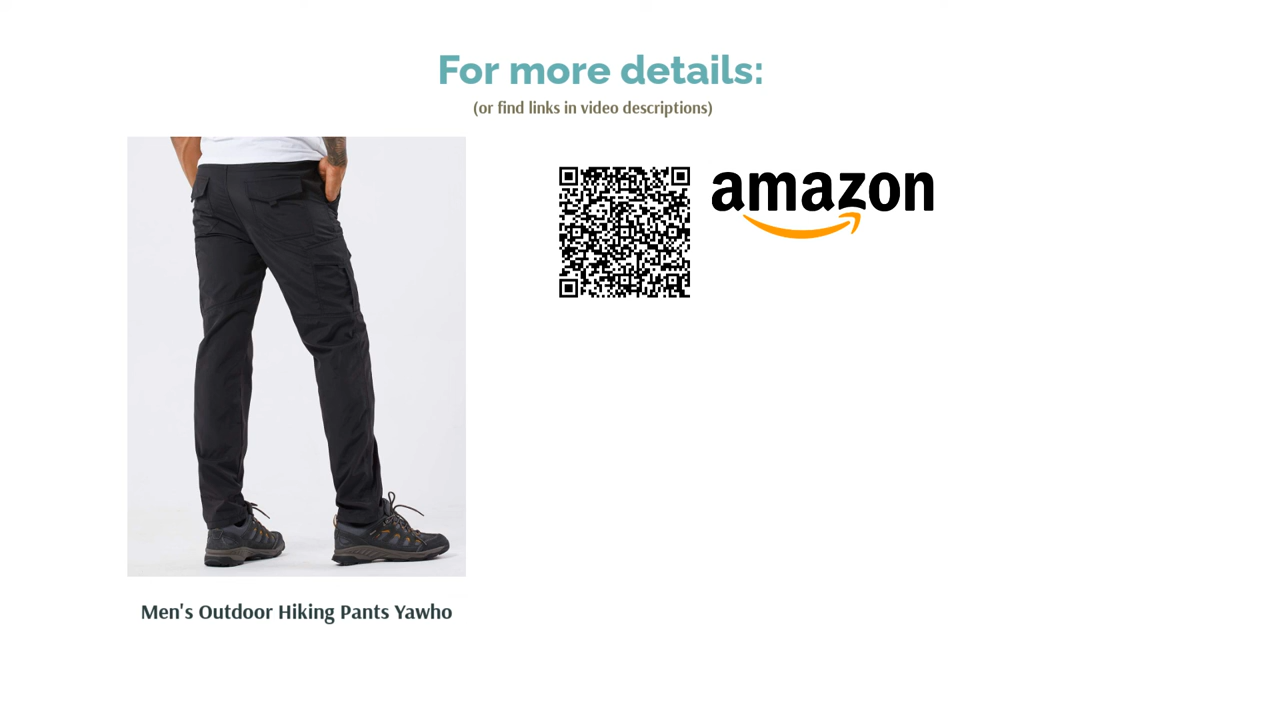 For more details:
(or find links in video descriptions)
amazon
Men's Outdoor Hiking Pants Yawho